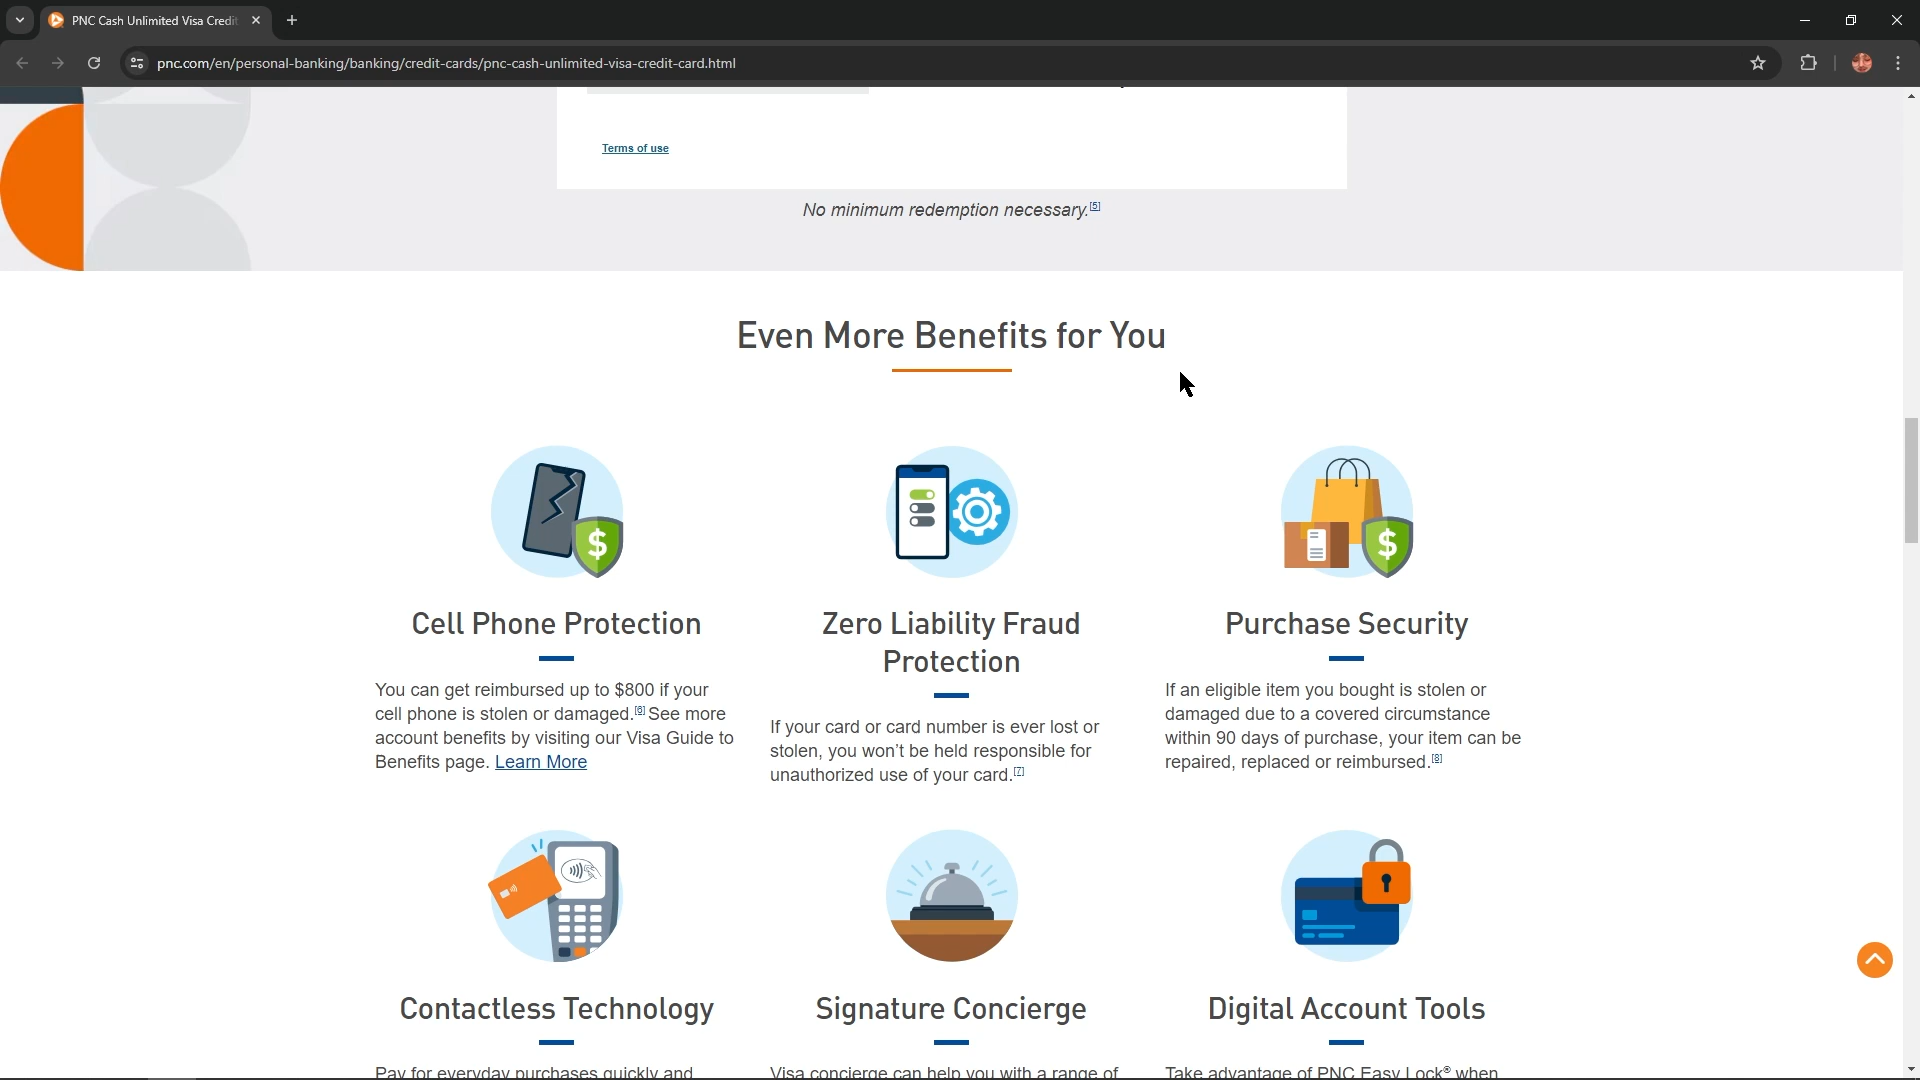 PNC Cash Unlimited Visa Credit
pnc.com/en/personal-banking/banking/credit-cards/pnc-cash-unlimited-visa-credit-card.html
Terms of use
No minimum redemption necessary.[5]
Even More Benefits for You
Cell Phone Protection
You can get reimbursed up to $800 if your
cell phone is stolen or damaged.[6] See more
account benefits by visiting our Visa Guide to
Benefits page. Learn More
Zero Liability Fraud
Protection
If your card or card number is ever lost or
stolen, you won't be held responsible for
unauthorized use of your card.[7]
Purchase Security
If an eligible item you bought is stolen or
damaged due to a covered circumstance
within 90 days of purchase, your item can be
repaired, replaced or reimbursed.[8]
Contactless Technology
Pay for everyday purchases quickly and
Signature Concierge
Visa concierge can help you with a range of
Digital Account Tools
Take advantage of PNC Easy Lock® when